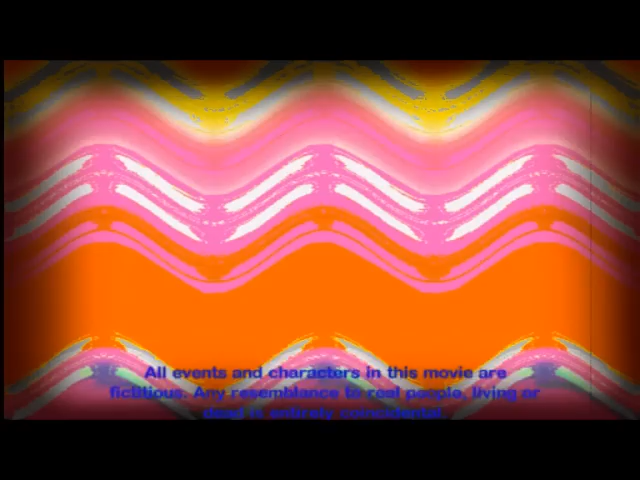 All events and characters in this movie are
fictitious. Any resemblance to real people, living or
dead is entirely coincidental.